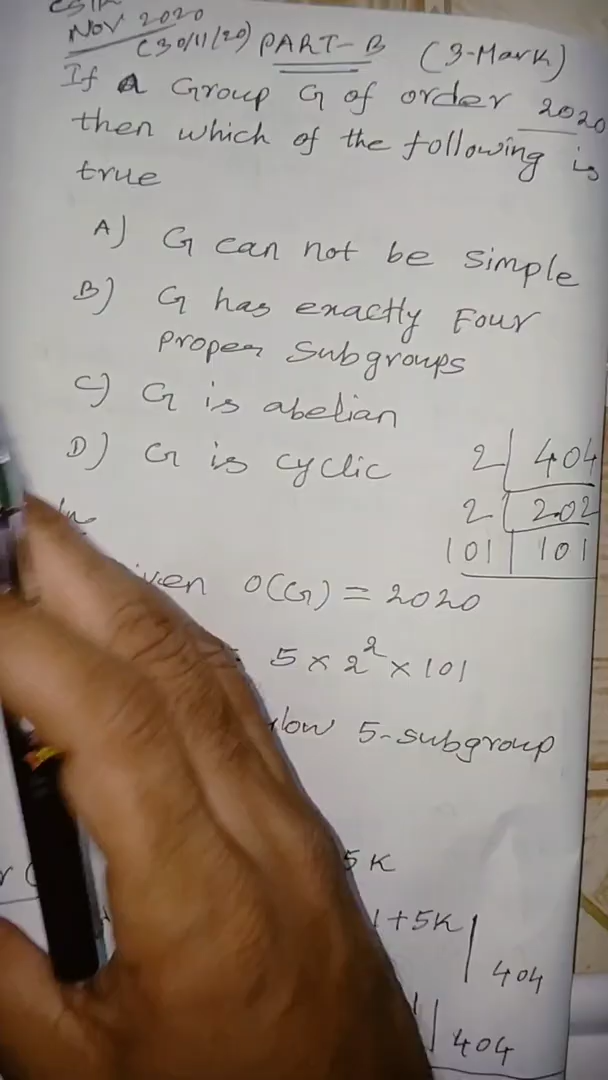 Nov 2020
(30/11/20) PART-B (3-Mark)
If a Group G of order 2020
then which of the following is
true
A) G can not be simple
B) G has exactly Four
proper subgroups
C) G is abelian
D) G is cyclic
2 | 404
2 | 202
101 | 101
O(G) = 2020
5 × 2² × 101
5-subgroup
5K
1+5K | 404
| 404